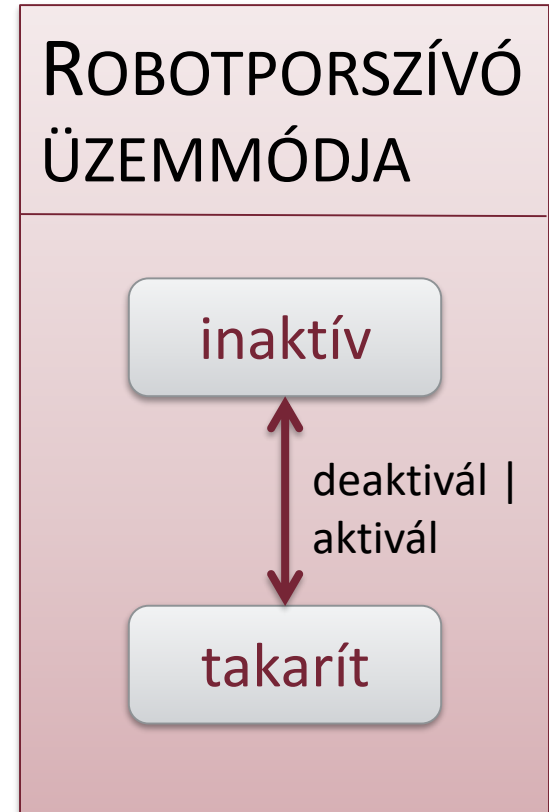 ROBOTPORSZÍVÓ
ÜZEMMÓDJA
inaktív
deaktivál |
aktivál
takarít